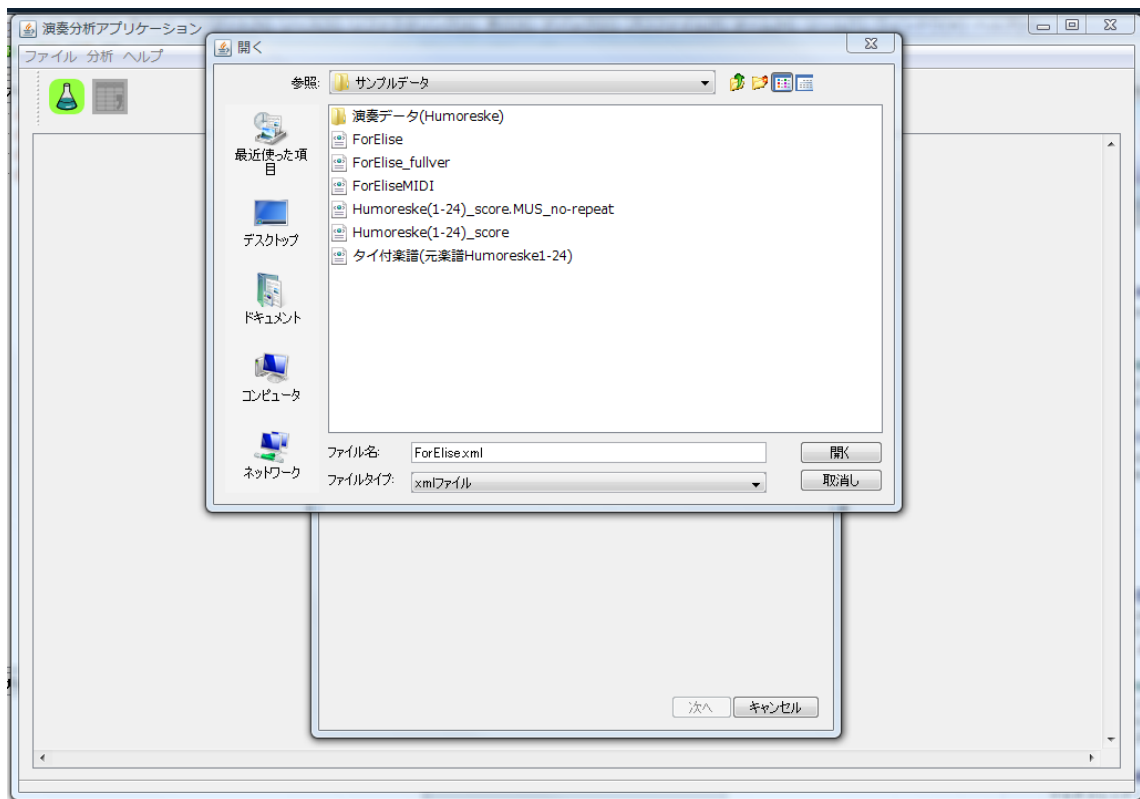 演奏分析アプリケーション
ファイル 分析 ヘルプ
開く
参照: サンプルデータ
最近使った項目
デスクトップ
ドキュメント
コンピュータ
ネットワーク
演奏データ(Humoreske)
ForElise
ForElise_fullver
ForEliseMIDI
Humoreske(1-24)_score.MUS_no-repeat
Humoreske(1-24)_score
タイ付楽譜(元楽譜Humoreske1-24)
ファイル名: ForElise.xml 開く
ファイルタイプ: xmlファイル 取消し
次へ キャンセル